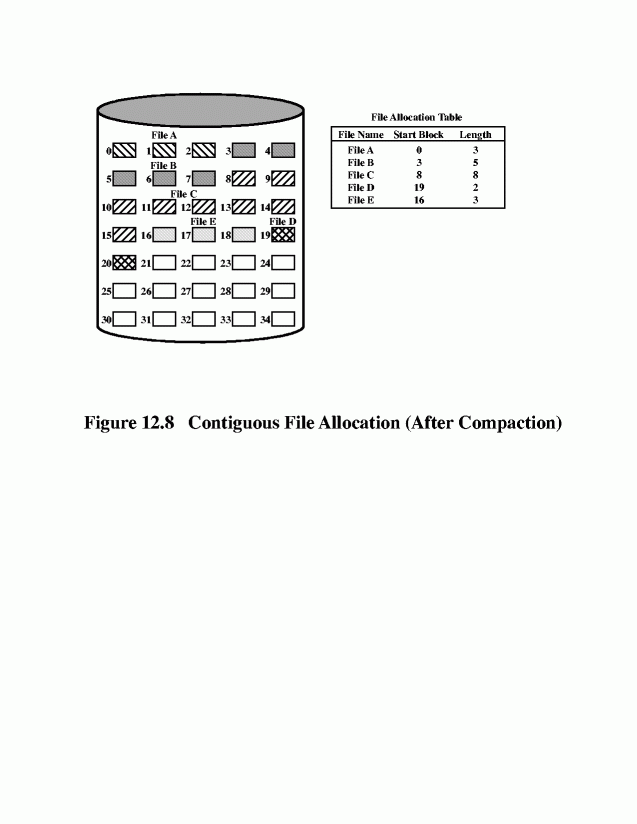 File Allocation Table
File Name Start Block Length
File A 0 3
File B 3 5
File C 8 8
File D 19 2
File E 16 3
File A
0 1 2 3 4
File B
5 6 7 8 9
File C
10 11 12 13 14
File E File D
15 16 17 18 19
20 21 22 23 24
25 26 27 28 29
30 31 32 33 34
Figure 12.8 Contiguous File Allocation (After Compaction)